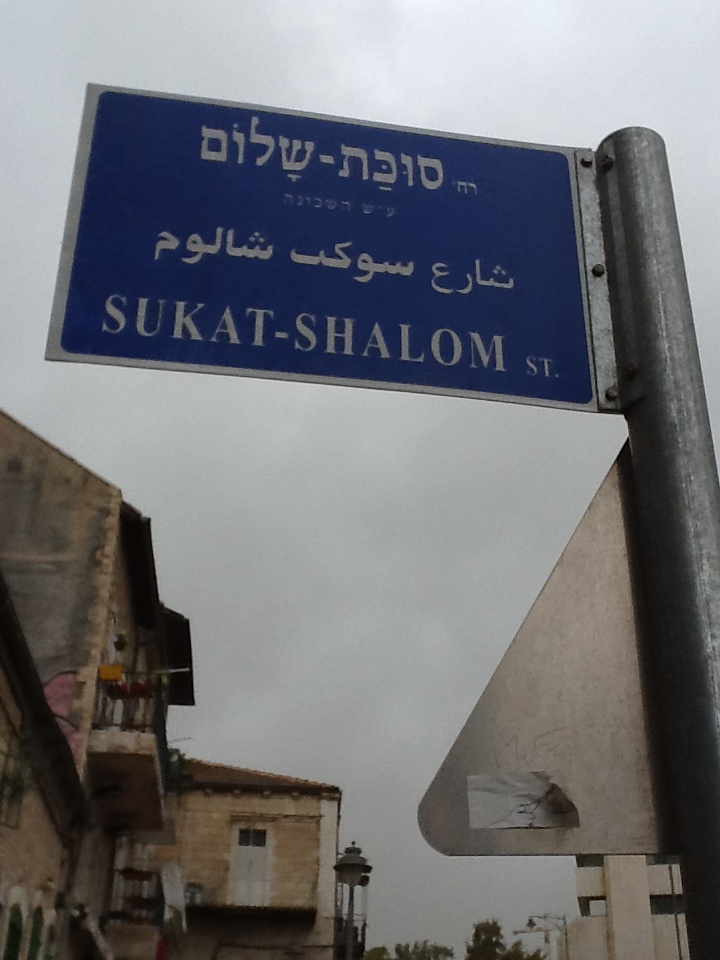 רח' סוּכַּת-שָׁלוֹם
ע״ש השכונה
شارع سوكت شالوم
SUKAT-SHALOM ST.